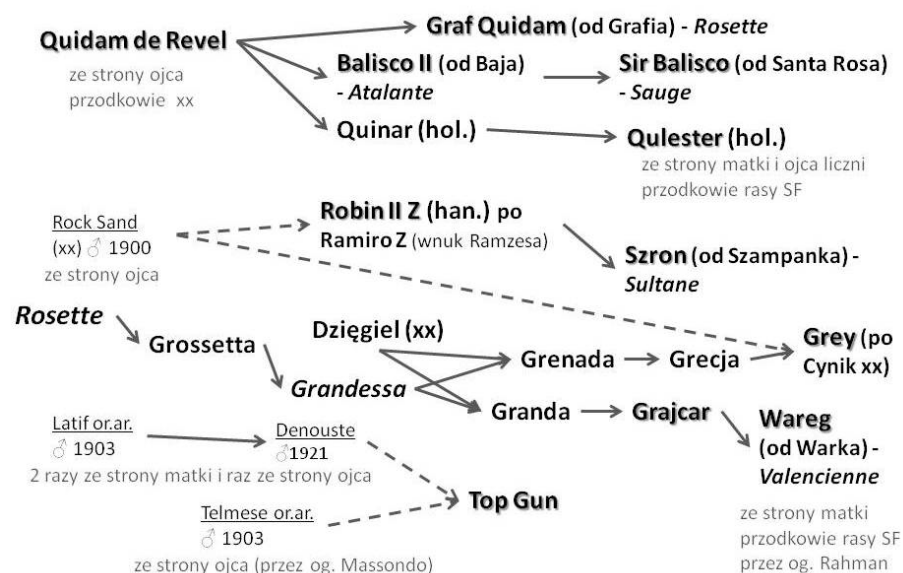 Quidam de Revel
ze strony ojca
przodkowie xx
Graf Quidam (od Grafia) - Rosette
Balisco II (od Baja)
- Atalante
Sir Balisco (od Santa Rosa)
- Sauge
Quinar (hol.)
Qulester (hol.)
ze strony matki i ojca liczni
przodkowie rasy SF
Rock Sand
(xx) ♂ 1900
ze strony ojca
Robin II Z (han.) po
Ramiro Z (wnuk Ramzesa)
Szron (od Szampanka) -
Sultane
Rosette
Grossetta
Grandessa
Dzięgiel (xx)
Grenada
Grecja
Grey (po
Cynik xx)
Granda
Grajcar
Wareg
(od Warka) -
Valencienne
ze strony matki
przodkowie rasy SF
przez og. Rahman
Latif or.ar.
♂ 1903
Denouste
♂1921
2 razy ze strony matki i raz ze strony ojca
Top Gun
Telmese or.ar.
♂ 1903
ze strony ojca (przez og. Massondo)